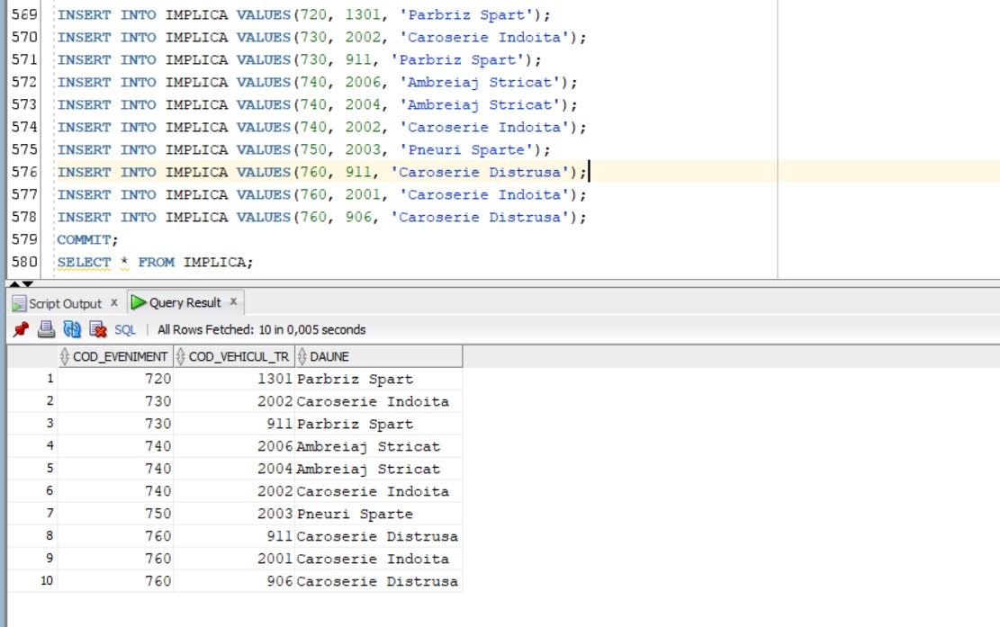 569 INSERT INTO IMPLICA VALUES(720, 1301, 'Parbriz Spart');
570 INSERT INTO IMPLICA VALUES(730, 2002, 'Caroserie Indoita');
571 INSERT INTO IMPLICA VALUES(730, 911, 'Parbriz Spart');
572 INSERT INTO IMPLICA VALUES(740, 2006, 'Ambreiaj Stricat');
573 INSERT INTO IMPLICA VALUES(740, 2004, 'Ambreiaj Stricat');
574 INSERT INTO IMPLICA VALUES(740, 2002, 'Caroserie Indoita');
575 INSERT INTO IMPLICA VALUES(750, 2003, 'Pneuri Sparte');
576 INSERT INTO IMPLICA VALUES(760, 911, 'Caroserie Distrusa');
577 INSERT INTO IMPLICA VALUES(760, 2001, 'Caroserie Indoita');
578 INSERT INTO IMPLICA VALUES(760, 906, 'Caroserie Distrusa');
579 COMMIT;
580 SELECT * FROM IMPLICA;
Script Output x Query Result x
SQL | All Rows Fetched: 10 in 0,005 seconds
COD_EVENIMENT COD_VEHICUL_TR DAUNE
1 720 1301 Parbriz Spart
2 730 2002 Caroserie Indoita
3 730 911 Parbriz Spart
4 740 2006 Ambreiaj Stricat
5 740 2004 Ambreiaj Stricat
6 740 2002 Caroserie Indoita
7 750 2003 Pneuri Sparte
8 760 911 Caroserie Distrusa
9 760 2001 Caroserie Indoita
10 760 906 Caroserie Distrusa